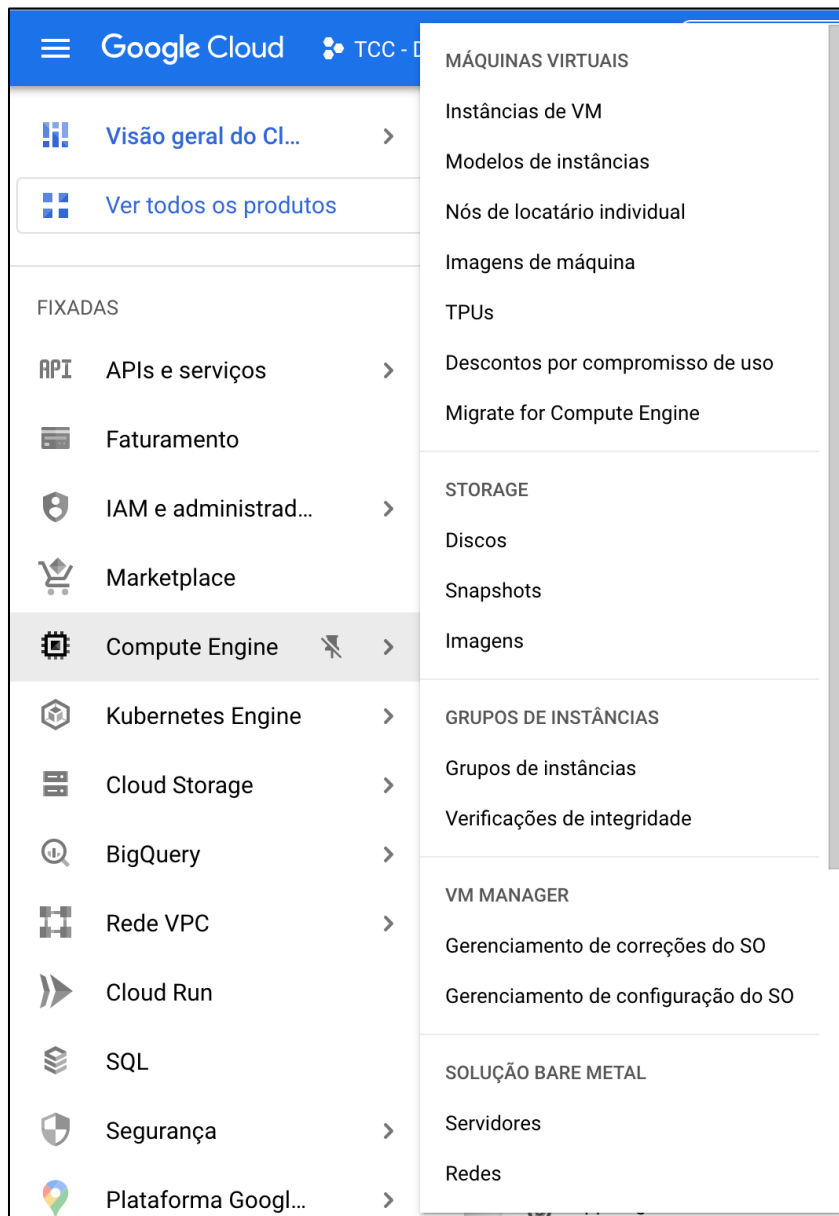 Google Cloud
TCC - D
Visão geral do Cl...
Ver todos os produtos
FIXADAS
API
APIs e serviços
Faturamento
IAM e administrad...
Marketplace
Compute Engine
Kubernetes Engine
Cloud Storage
BigQuery
Rede VPC
Cloud Run
SQL
Segurança
Plataforma Googl...
MÁQUINAS VIRTUAIS
Instâncias de VM
Modelos de instâncias
Nós de locatário individual
Imagens de máquina
TPUs
Descontos por compromisso de uso
Migrate for Compute Engine
STORAGE
Discos
Snapshots
Imagens
GRUPOS DE INSTÂNCIAS
Grupos de instâncias
Verificações de integridade
VM MANAGER
Gerenciamento de correções do SO
Gerenciamento de configuração do SO
SOLUÇÃO BARE METAL
Servidores
Redes